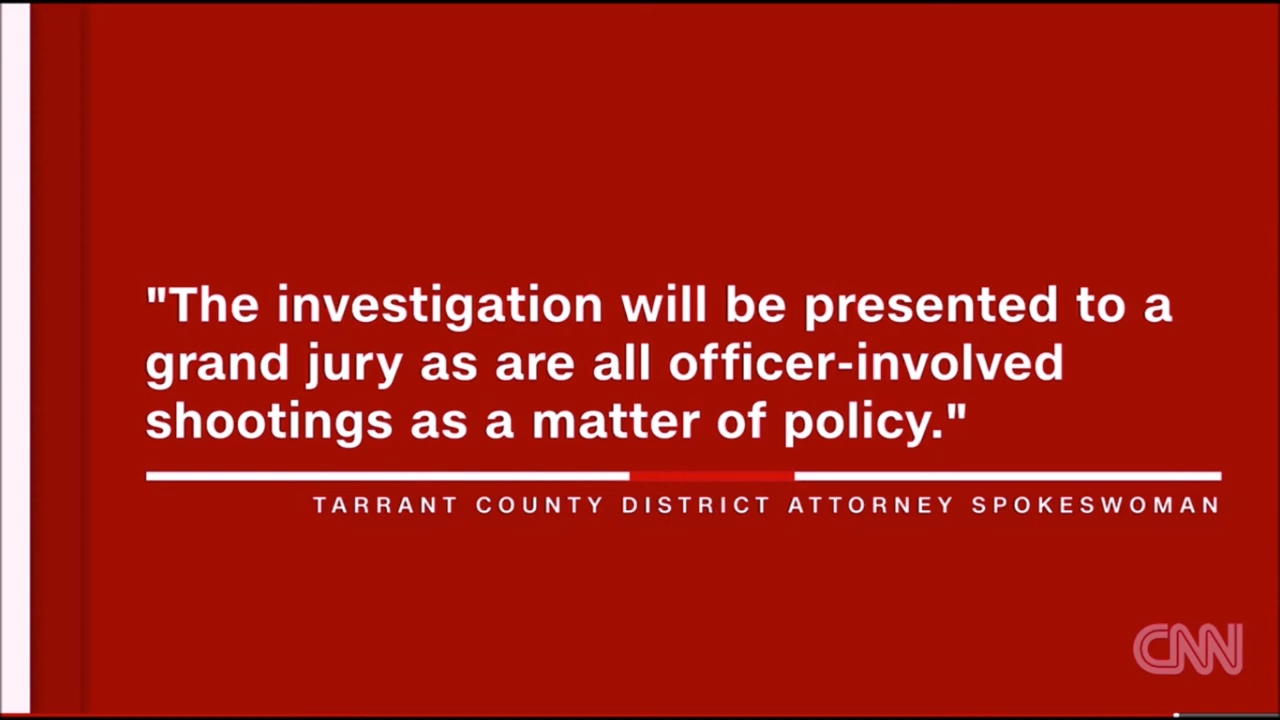 "The investigation will be presented to a
grand jury as are all officer-involved
shootings as a matter of policy."
TARRANT COUNTY DISTRICT ATTORNEY SPOKESWOMAN
CNN